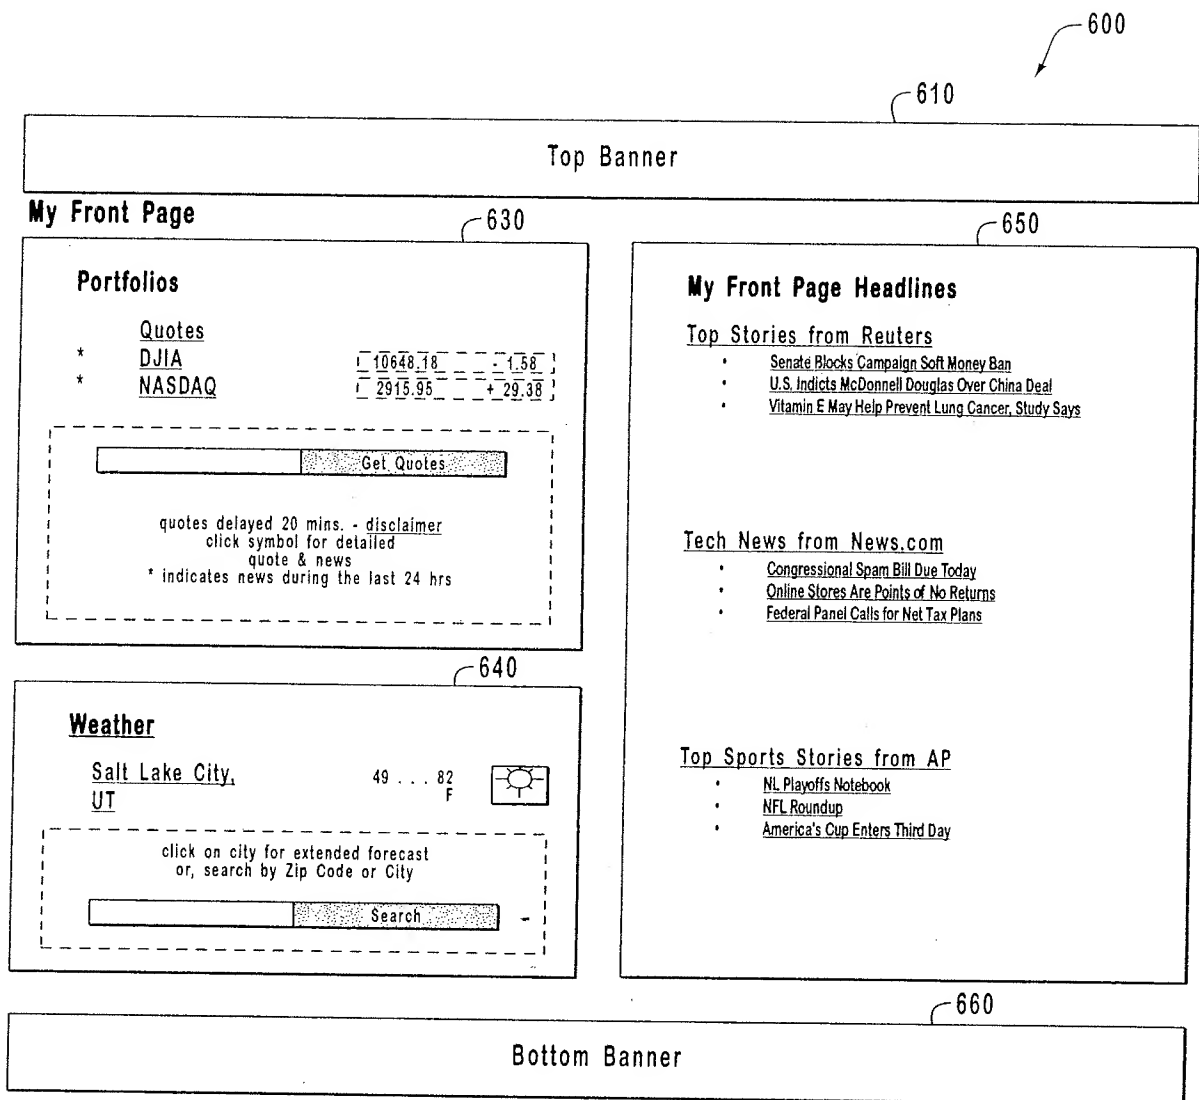 600
610
Top Banner
My Front Page
630
Portfolios
Quotes
* DJIA 10648.18 - 1.58
* NASDAQ 2915.95 + 29.38
Get Quotes
quotes delayed 20 mins. - disclaimer
click symbol for detailed
quote & news
* indicates news during the last 24 hrs
640
Weather
Salt Lake City, 49 . . . 82
UT F
click on city for extended forecast
or, search by Zip Code or City
Search
650
My Front Page Headlines
Top Stories from Reuters
• Senate Blocks Campaign Soft Money Ban
• U.S. Indicts McDonnell Douglas Over China Deal
• Vitamin E May Help Prevent Lung Cancer, Study Says
Tech News from News.com
• Congressional Spam Bill Due Today
• Online Stores Are Points of No Returns
• Federal Panel Calls for Net Tax Plans
Top Sports Stories from AP
• NL Playoffs Notebook
• NFL Roundup
• America's Cup Enters Third Day
660
Bottom Banner